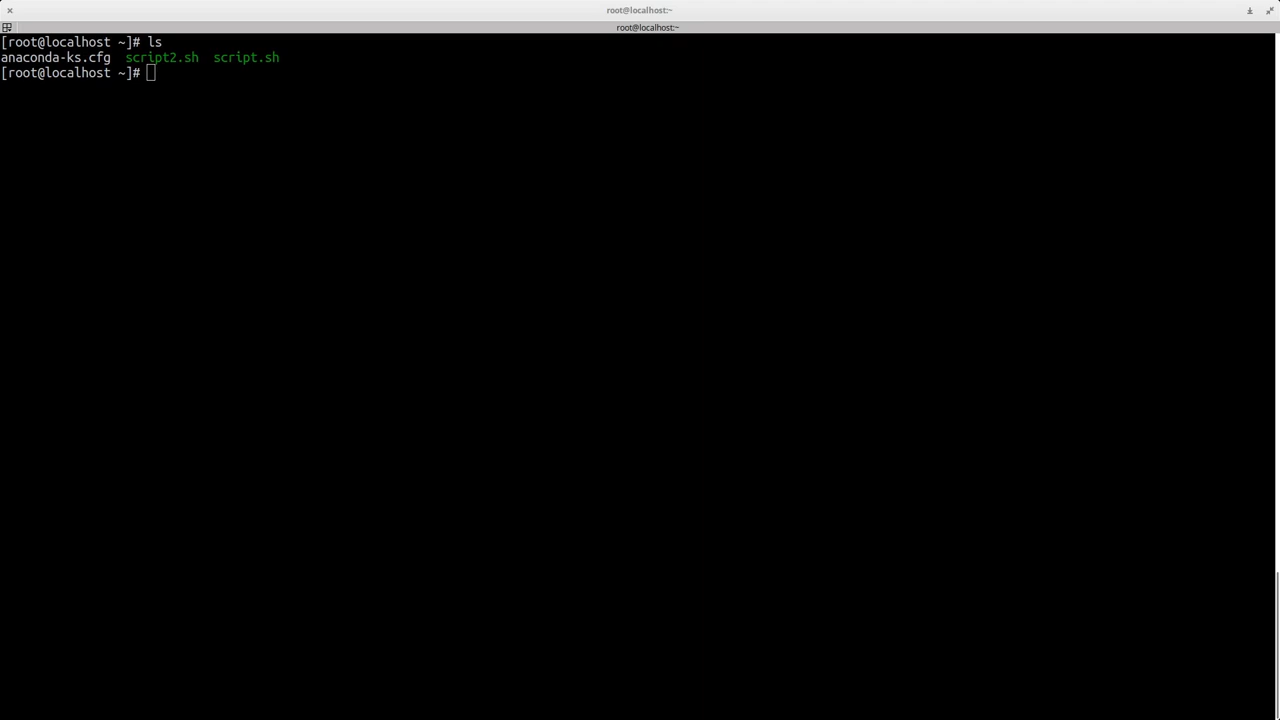 root@localhost:~
root@localhost:~
[root@localhost ~]# ls
anaconda-ks.cfg  script2.sh  script.sh
[root@localhost ~]#